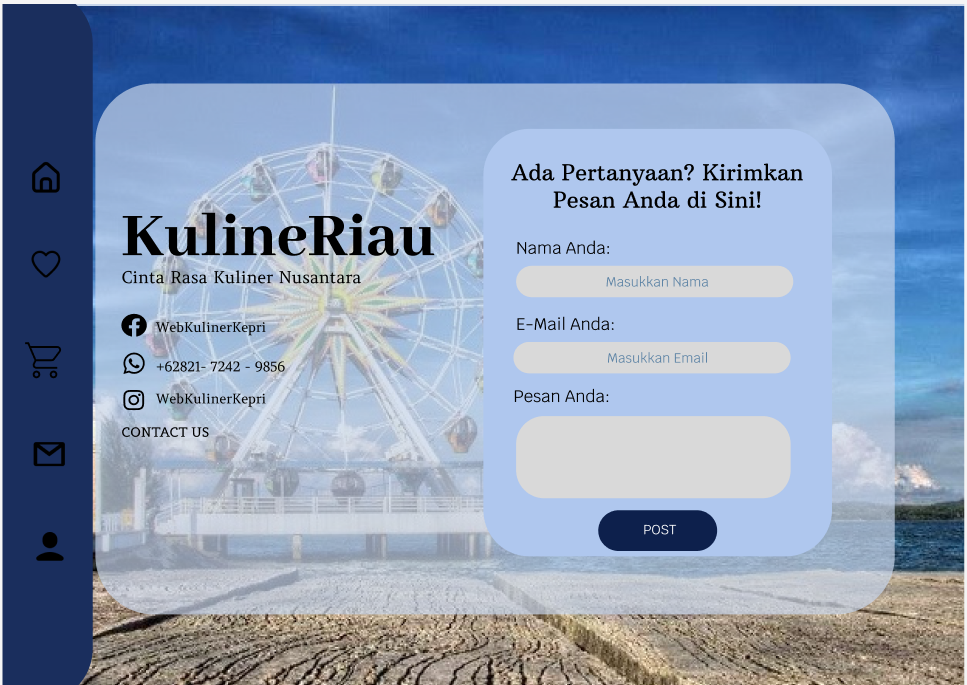 KulineRiau
Cinta Rasa Kuliner Nusantara
WebKulinerKepri
+62821- 7242 - 9856
WebKulinerKepri
CONTACT US
Ada Pertanyaan? Kirimkan
Pesan Anda di Sini!
Nama Anda:
Masukkan Nama
E-Mail Anda:
Masukkan Email
Pesan Anda:
POST